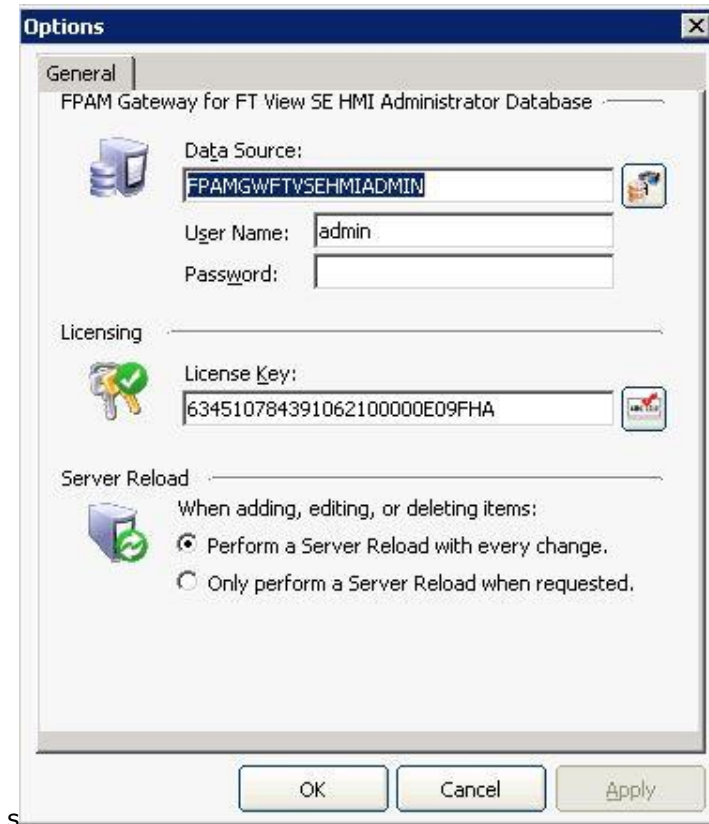 Options
General
FPAM Gateway for FT View SE HMI Administrator Database
Data Source:
FPAMGWFTVSEHMIADMIN
User Name: admin
Password:
Licensing
License Key:
634510784391062100000E09FHA
Server Reload
When adding, editing, or deleting items:
Perform a Server Reload with every change.
Only perform a Server Reload when requested.
OK Cancel Apply
s